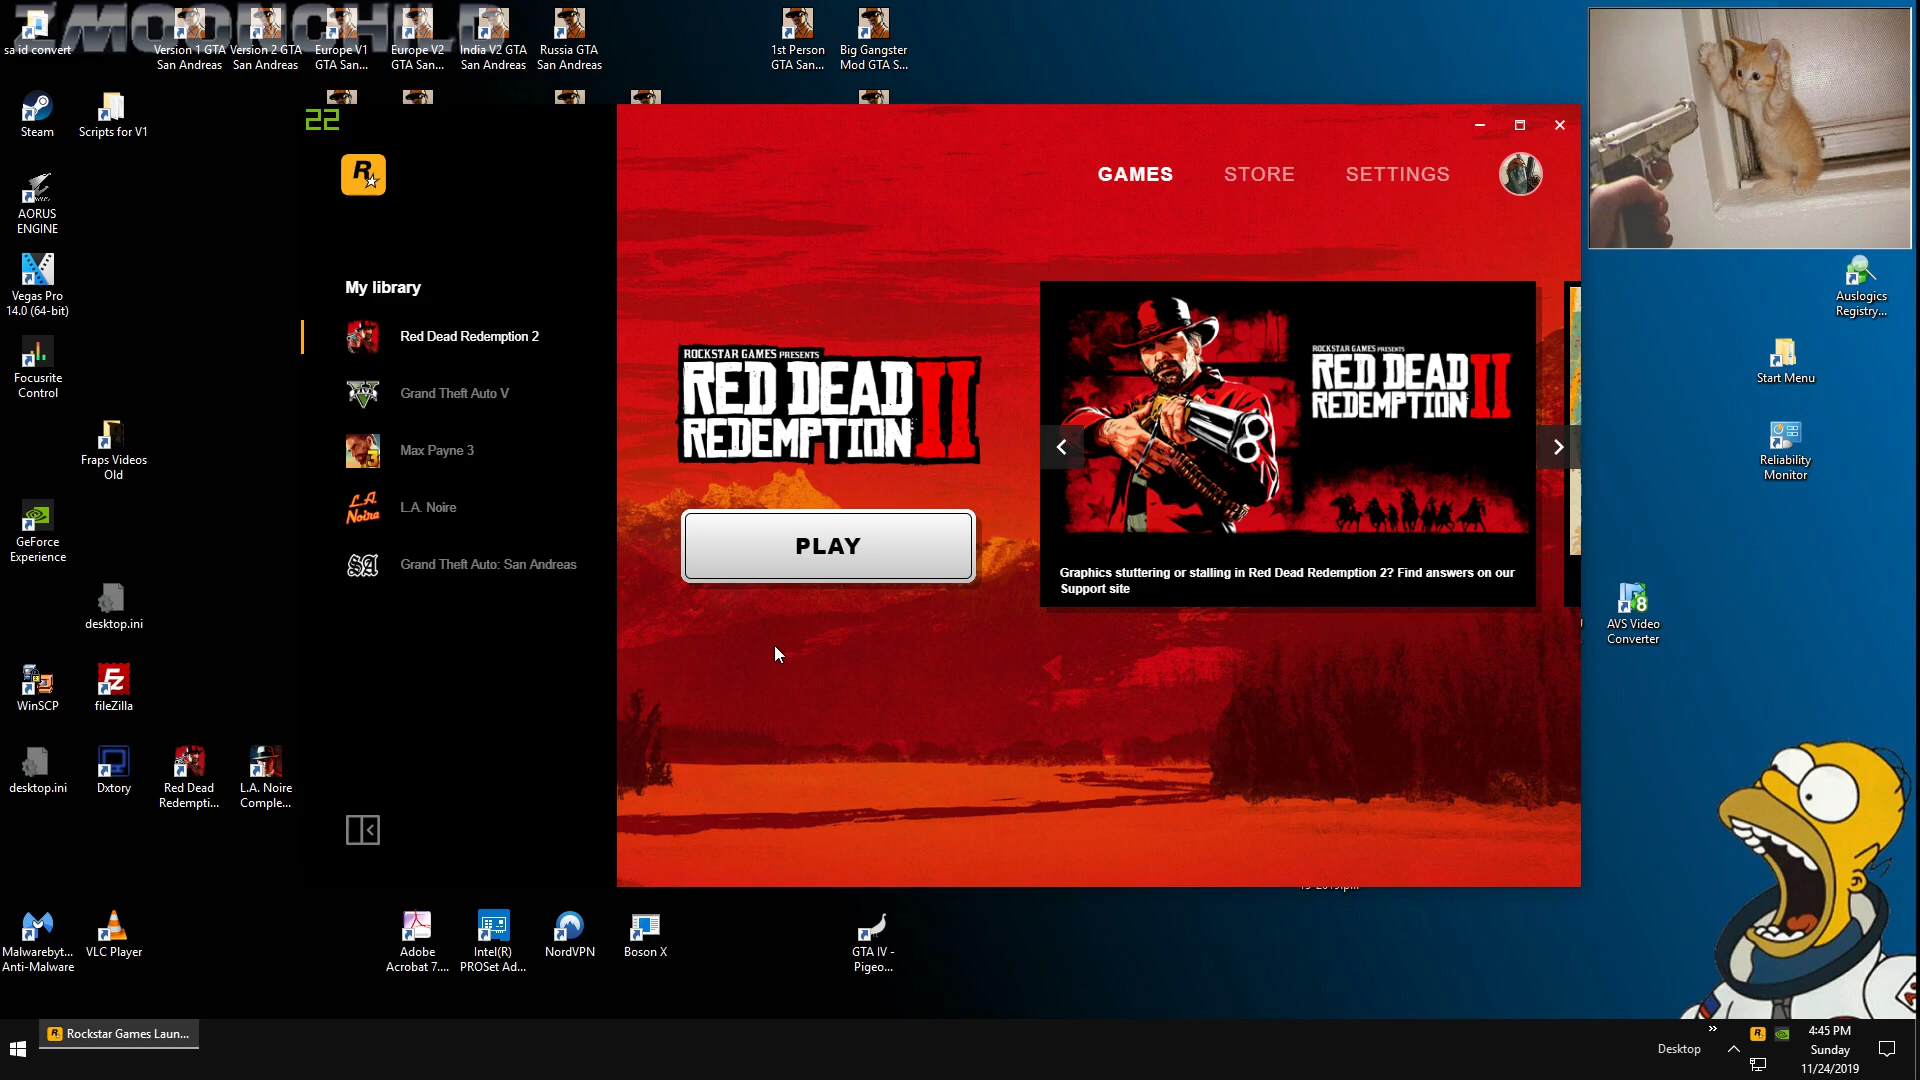 ZMOONCHILD
sa id convert
Version 1 GTA
San Andreas
Version 2 GTA
San Andreas
Europe V1
GTA San...
Europe V2
GTA San...
India V2 GTA
San Andreas
Russia GTA
San Andreas
1st Person
GTA San...
Big Gangster
Mod GTA S...
Steam
Scripts for V1
22
GAMES
STORE
SETTINGS
AORUS
ENGINE
Vegas Pro
14.0 (64-bit)
My library
Red Dead Redemption 2
Grand Theft Auto V
Max Payne 3
L.A. Noire
Grand Theft Auto: San Andreas
ROCKSTAR GAMES PRESENTS
RED DEAD
REDEMPTION II
PLAY
ROCKSTAR GAMES PRESENTS
RED DEAD
REDEMPTION II
Graphics stuttering or stalling in Red Dead Redemption 2? Find answers on our
Support site
Auslogics
Registry...
Start Menu
Reliability
Monitor
AVS Video
Converter
Focusrite
Control
Fraps Videos
Old
GeForce
Experience
desktop.ini
WinSCP
fileZilla
desktop.ini
Dxtory
Red Dead
Redempti...
L.A. Noire
Comple...
Malwarebyt...
Anti-Malware
VLC Player
Adobe
Acrobat 7....
Intel(R)
PROSet Ad...
NordVPN
Boson X
GTA IV -
Pigeo...
Rockstar Games Laun...
Desktop
4:45 PM
Sunday
11/24/2019